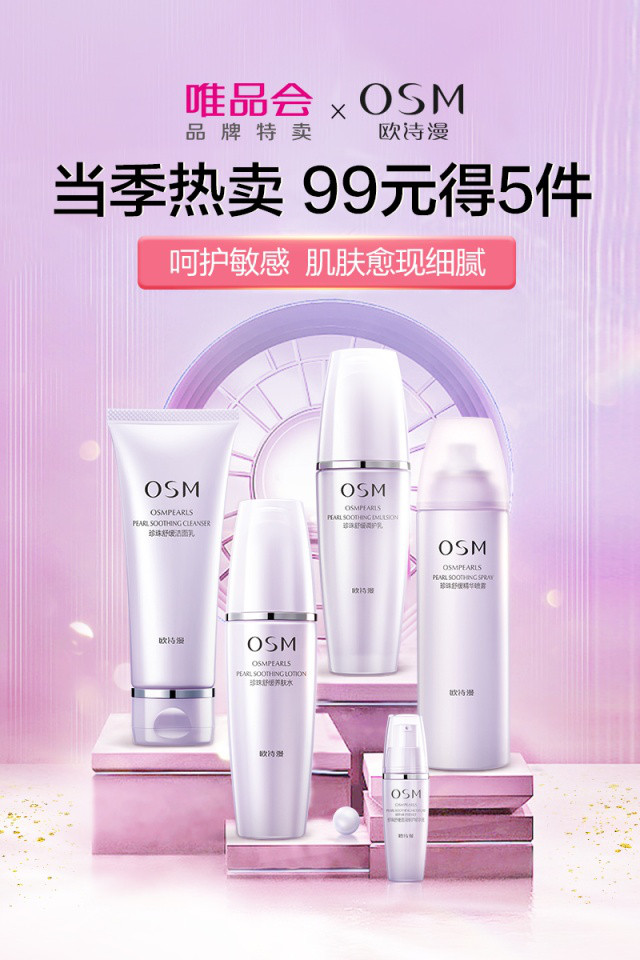 唯品会
品牌特卖
×
OSM
欧诗漫
当季热卖 99元得5件
呵护敏感 肌肤愈现细腻
OSM
OSMPEARLS
PEARL SOOTHING CLEANSER
珍珠舒缓洁面乳
欧诗漫
OSM
OSMPEARLS
PEARL SOOTHING LOTION
珍珠舒缓养肤水
欧诗漫
OSM
OSMPEARLS
PEARL SOOTHING EMULSION
珍珠舒缓调护乳
欧诗漫
OSM
OSMPEARLS
PEARL SOOTHING SPRAY
珍珠舒缓精华喷雾
欧诗漫
OSM
OSMPEARLS
欧诗漫